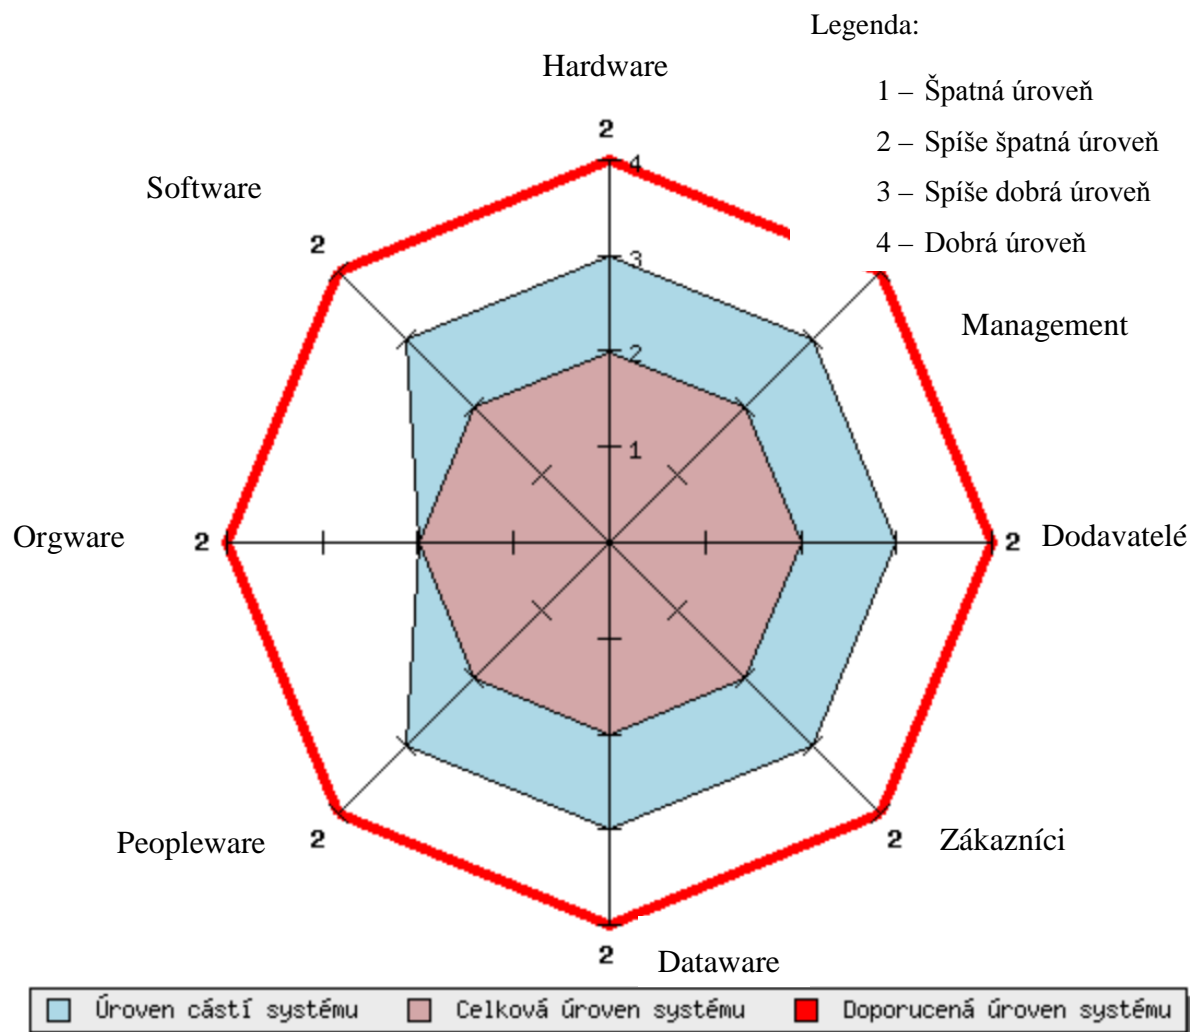 Legenda:
Hardware
1 – Špatná úroveň
2
2 – Spíše špatná úroveň
4
Software
3 – Spíše dobrá úroveň
2
4 – Dobrá úroveň
3
Management
2
1
Orgware
2
2
Dodavatelé
Peopleware
2
2
Zákazníci
2
Dataware
Úroven cástí systému
Celková úroven systému
Doporucená úroven systému